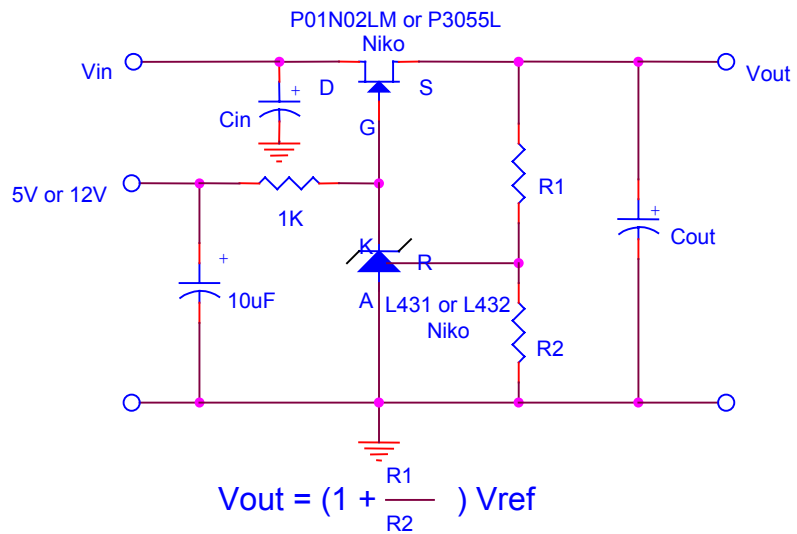 P01N02LM or P3055L
Niko
Vin
Vout
D
S
+
Cin
G
5V or 12V
1K
R1
+
Cout
K
R
+
10uF
A
L431 or L432
Niko
R2
Vout = (1 + R1
R2 ) Vref